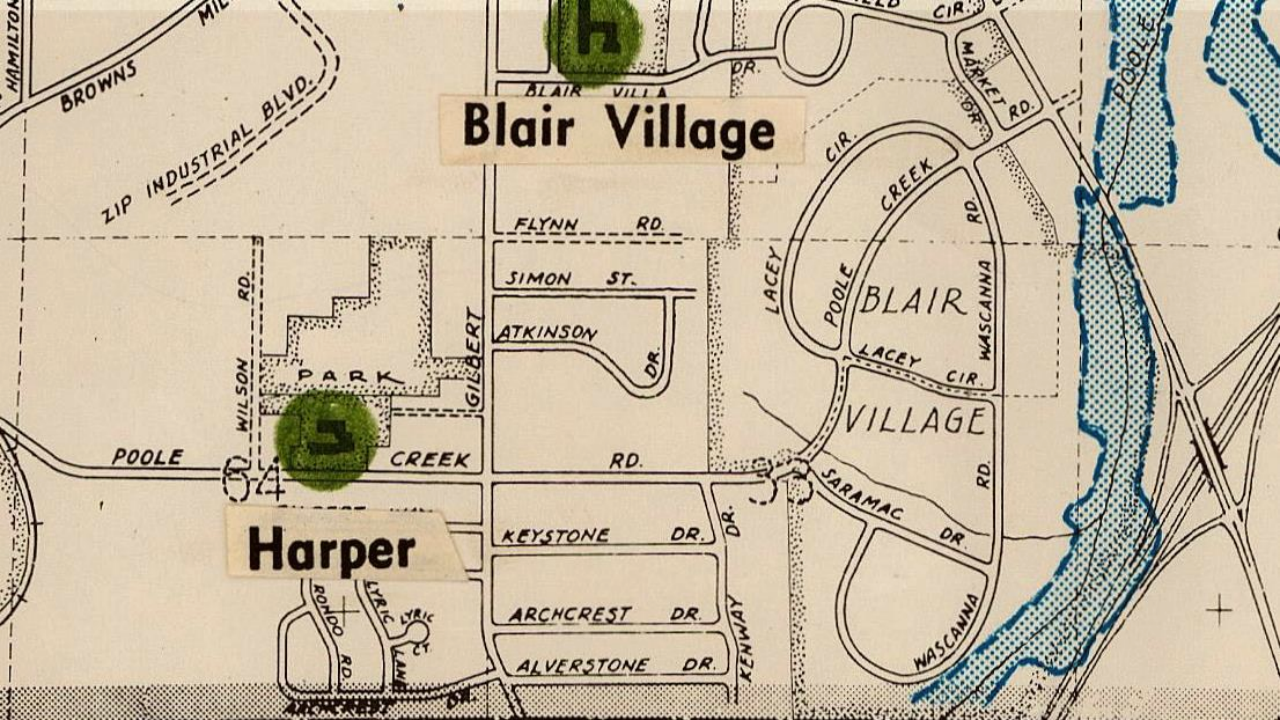 HAMILTON
BROWNS MIL
ZIP INDUSTRIAL BLVD.
h
BLAIR VILLA
DR.
CIR.
MARKET
DR.
RD.
POOLE
Blair Village
FLYNN RD.
SIMON ST.
ATKINSON
DR.
GILBERT
WILSON RD.
PARK
POOLE CREEK RD.
LACEY CIR.
POOLE CREEK
RD.
WASCANNA
BLAIR
LACEY CIR.
VILLAGE
RD.
SARAMAC DR.
WASCANNA
Harper
KEYSTONE DR.
DR.
ARCHCREST DR.
KENWAY
ALVERSTONE DR.
RONDO RD.
LYRIC LANE
LYRIC
CT
ARCHCREST DR